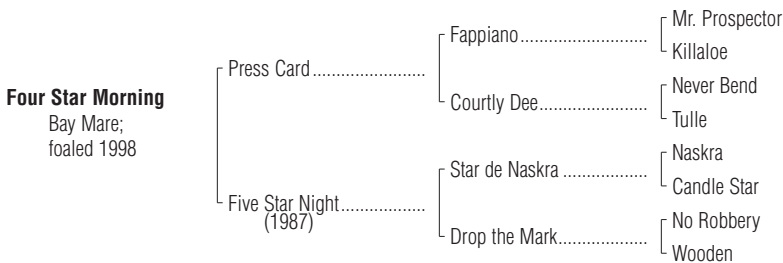 Four Star Morning
Bay Mare;
foaled 1998
Press Card........................
Five Star Night..................
(1987)
Fappiano...........................
Courtly Dee.......................
Star de Naskra ..................
Drop the Mark...................
Mr. Prospector
Killaloe
Never Bend
Tulle
Naskra
Candle Star
No Robbery
Wooden